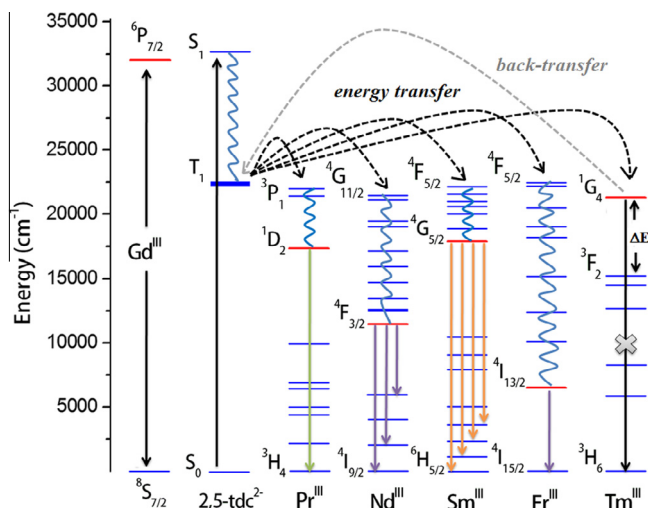 35000
30000
25000
20000
15000
10000
5000
Energy (cm⁻¹)
⁶P₇/₂
Gd^III
⁸S₇/₂
S₁
T₁
S₀
2,5-tdc²⁻
back-transfer
energy transfer
³P₁
¹D₂
³H₄
Pr^III
⁴G₁₁/₂
⁴F₃/₂
⁴I₉/₂
Nd^III
⁴F₅/₂
⁴G₅/₂
⁶H₅/₂
Sm^III
⁴F₅/₂
⁴I₁₃/₂
⁴I₁₅/₂
Er^III
¹G₄
ΔE
³F₂
³H₆
Tm^III